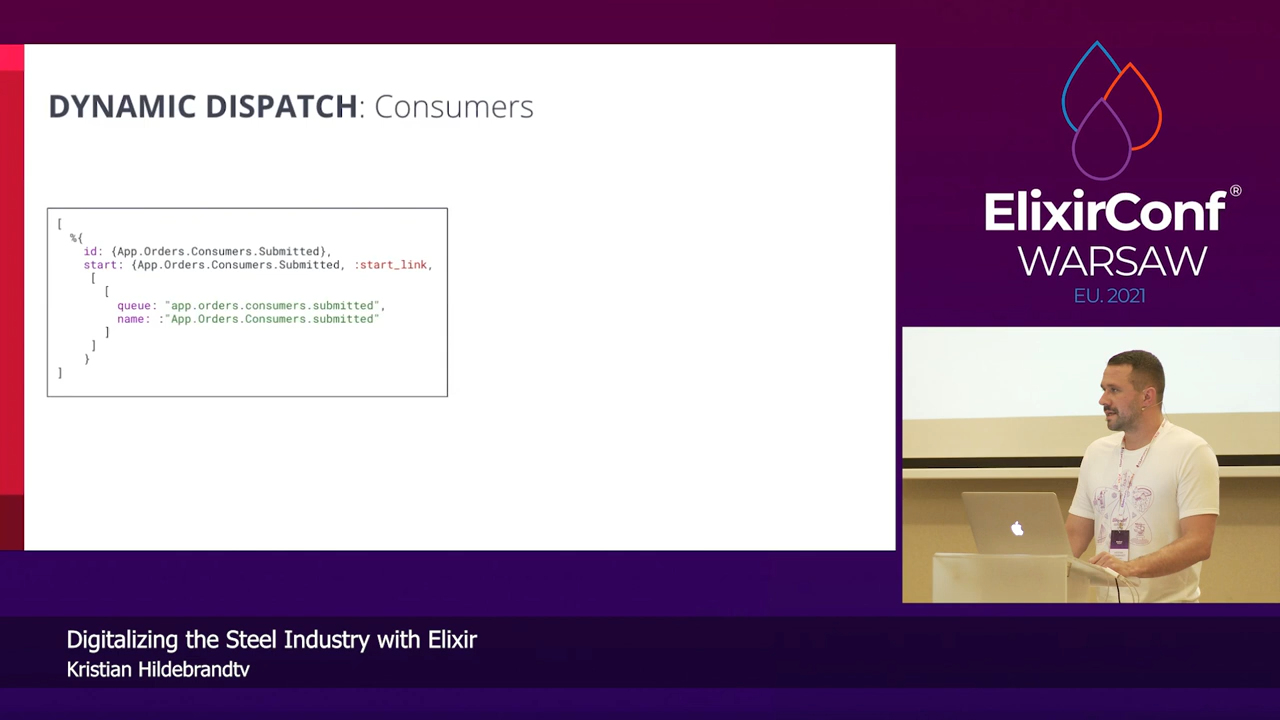 DYNAMIC DISPATCH: Consumers
[
%{
id: {App.Orders.Consumers.Submitted},
start: {App.Orders.Consumers.Submitted, :start_link,
[
[
queue: "app.orders.consumers.submitted",
name: :"App.Orders.Consumers.submitted"
]
]
}
]
ElixirConf®
WARSAW
EU. 2021
Digitalizing the Steel Industry with Elixir
Kristian Hildebrandtv